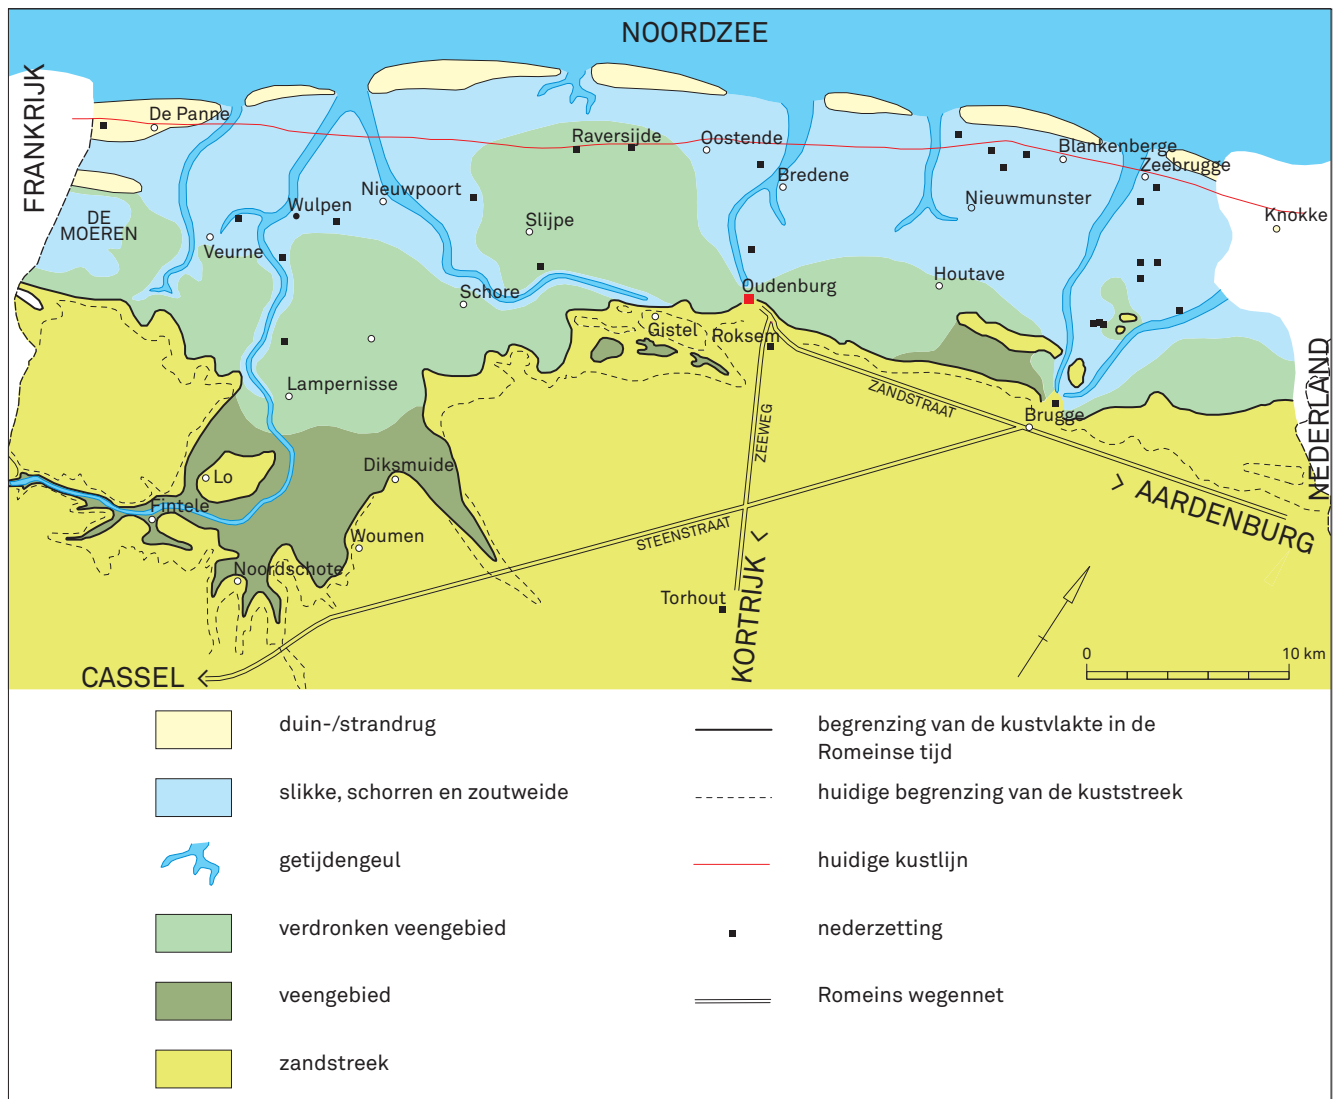 NOORDZEE
FRANKRIJK
De Panne
Raversijde
Oostende
Blankenberge
Zeebrugge
Bredene
Nieuwpoort
Wulpen
Nieuwmunster
DE
MOEREN
Knokke
Slijpe
Veurne
Houtave
Schore
Oudenburg
Gistel
Roksem
Lampernisse
ZANDSTRAAT
Brugge
ZEEWEG
NEDERLAND
Diksmuide
Lo
Fintele
> AARDENBURG
STEENSTRAAT
Woumen
Noordschote
Torhout
KORTRIJK <
0 10 km
CASSEL
duin-/strandrug
slikke, schorren en zoutweide
getijdengeul
verdronken veengebied
veengebied
zandstreek
begrenzing van de kustvlakte in de
Romeinse tijd
huidige begrenzing van de kuststreek
huidige kustlijn
nederzetting
Romeins wegennet